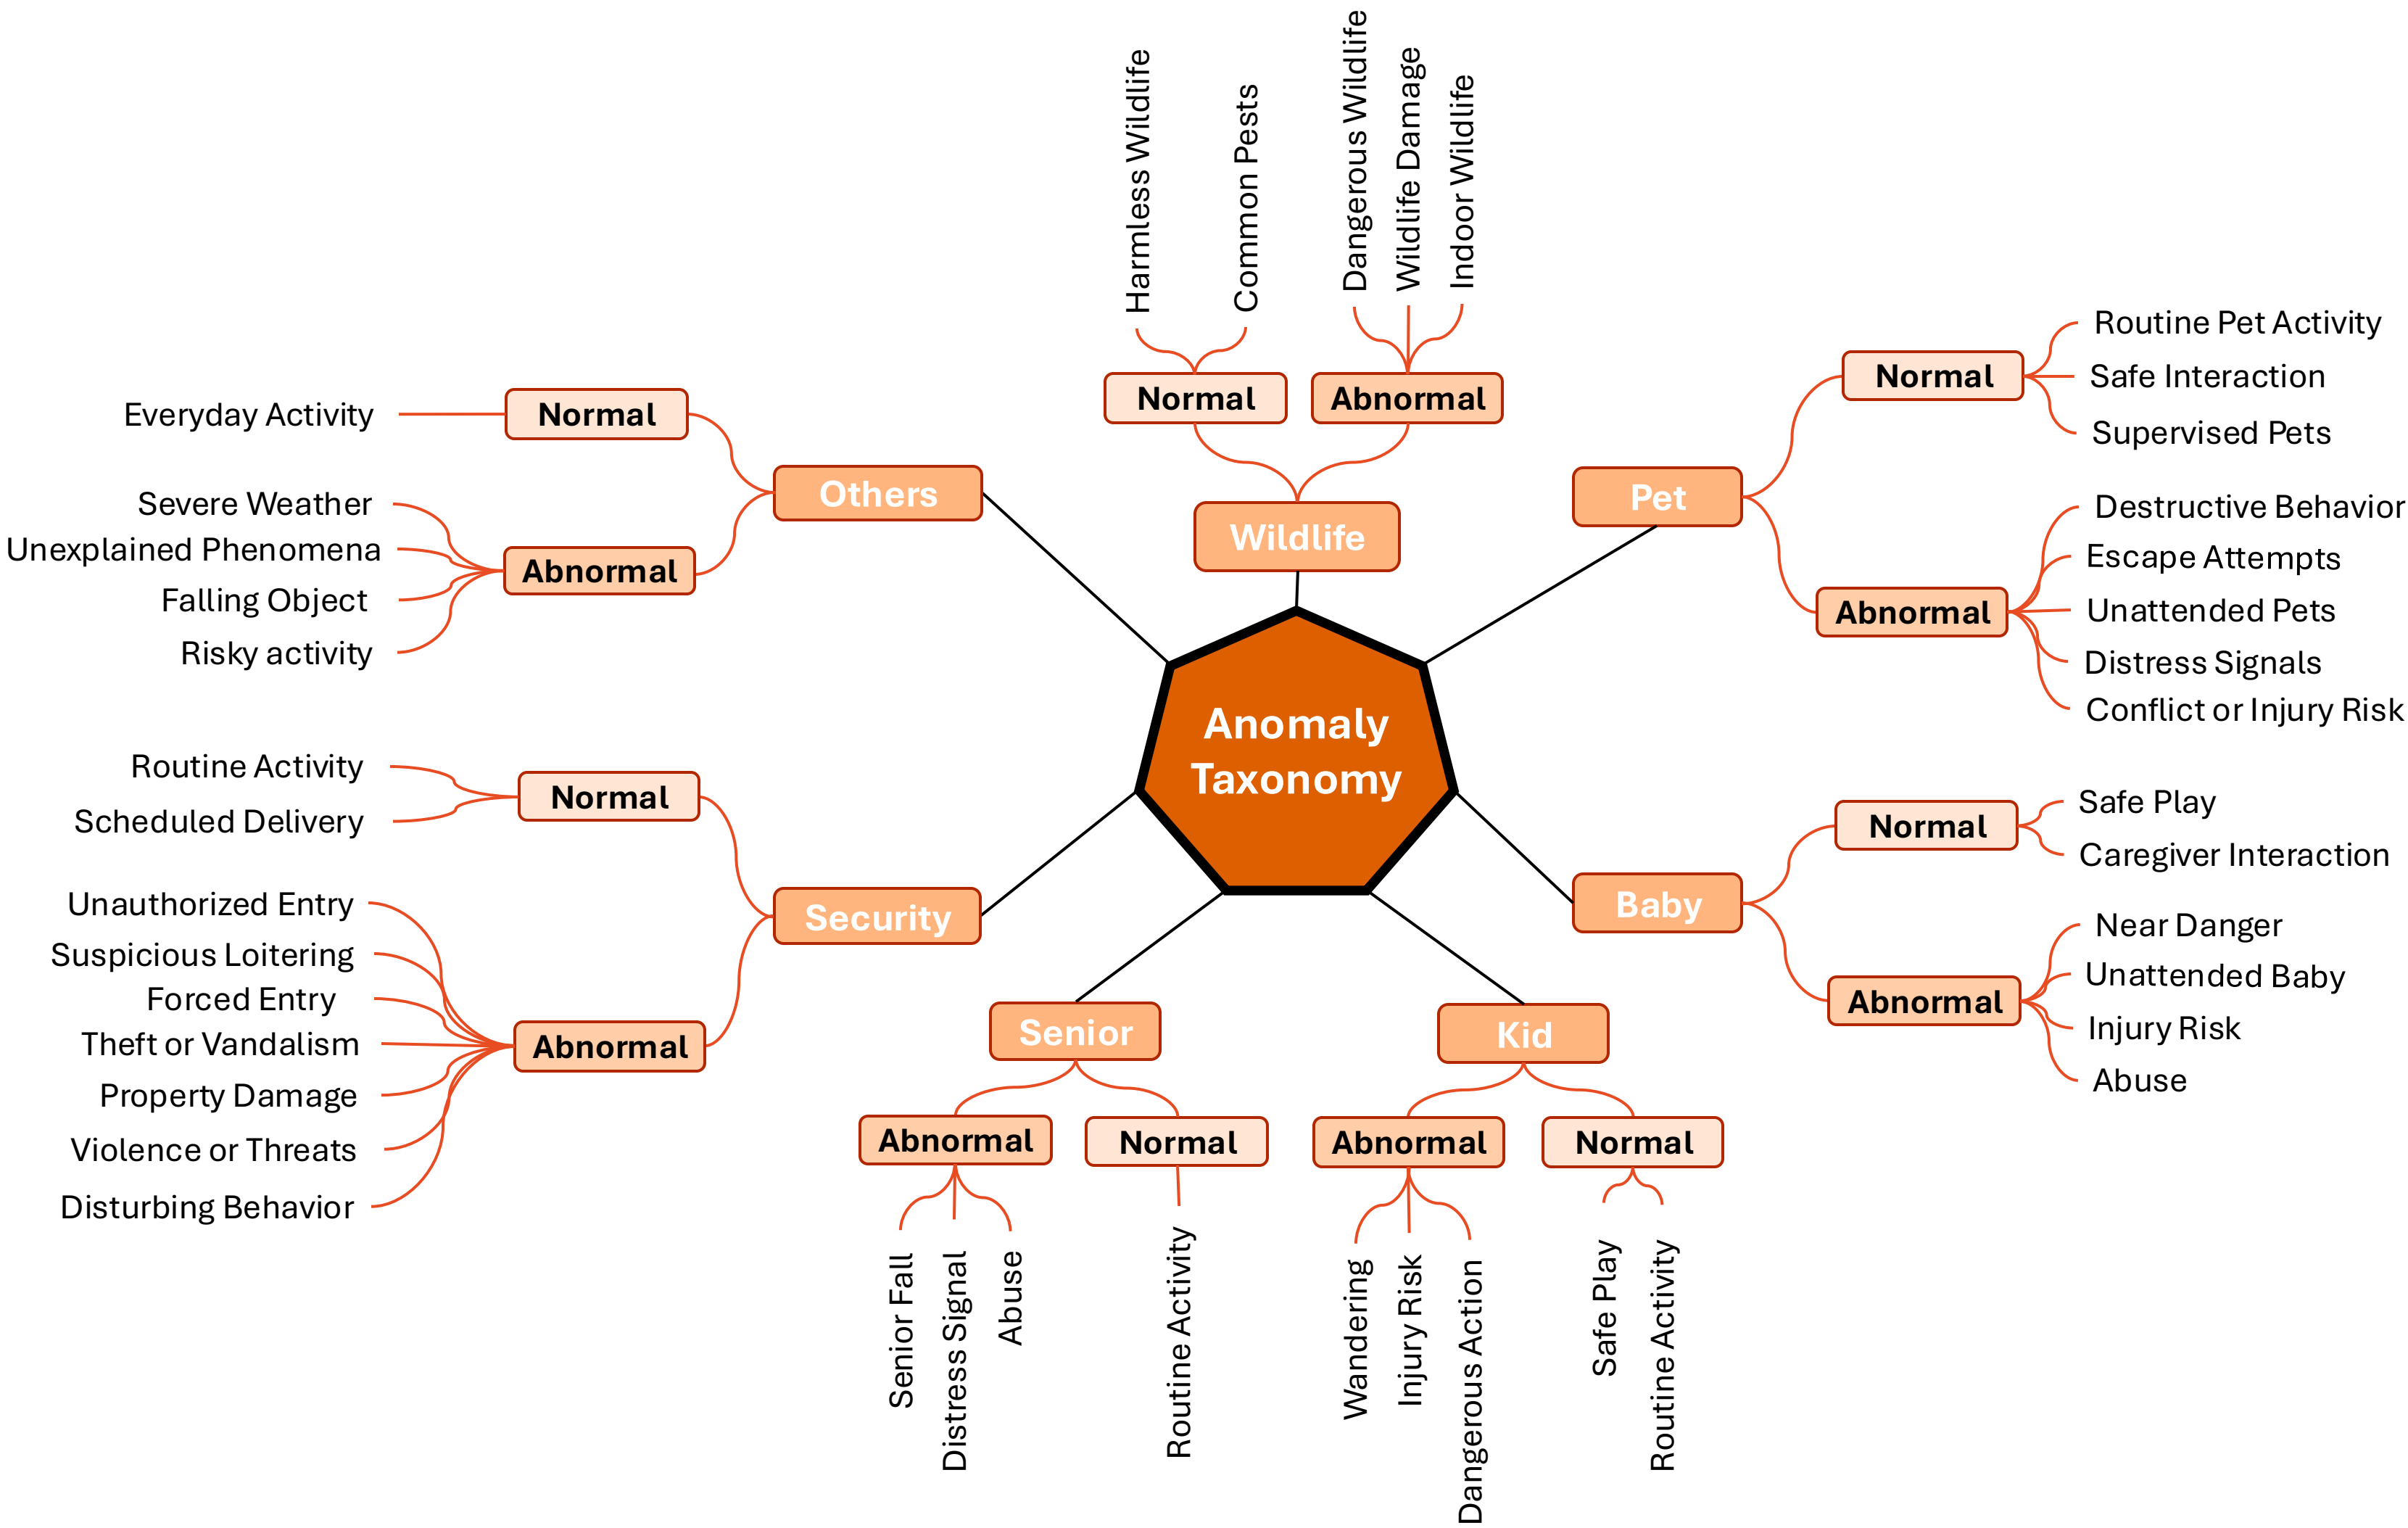 Anomaly
Taxonomy
Wildlife
Normal
Harmless Wildlife
Common Pests
Abnormal
Dangerous Wildlife
Wildlife Damage
Indoor Wildlife
Pet
Normal
Routine Pet Activity
Safe Interaction
Supervised Pets
Abnormal
Destructive Behavior
Escape Attempts
Unattended Pets
Distress Signals
Conflict or Injury Risk
Baby
Normal
Safe Play
Caregiver Interaction
Abnormal
Near Danger
Unattended Baby
Injury Risk
Abuse
Kid
Abnormal
Wandering
Injury Risk
Dangerous Action
Normal
Safe Play
Routine Activity
Senior
Abnormal
Senior Fall
Distress Signal
Abuse
Normal
Routine Activity
Security
Normal
Routine Activity
Scheduled Delivery
Abnormal
Unauthorized Entry
Suspicious Loitering
Forced Entry
Theft or Vandalism
Property Damage
Violence or Threats
Disturbing Behavior
Others
Normal
Everyday Activity
Abnormal
Severe Weather
Unexplained Phenomena
Falling Object
Risky activity